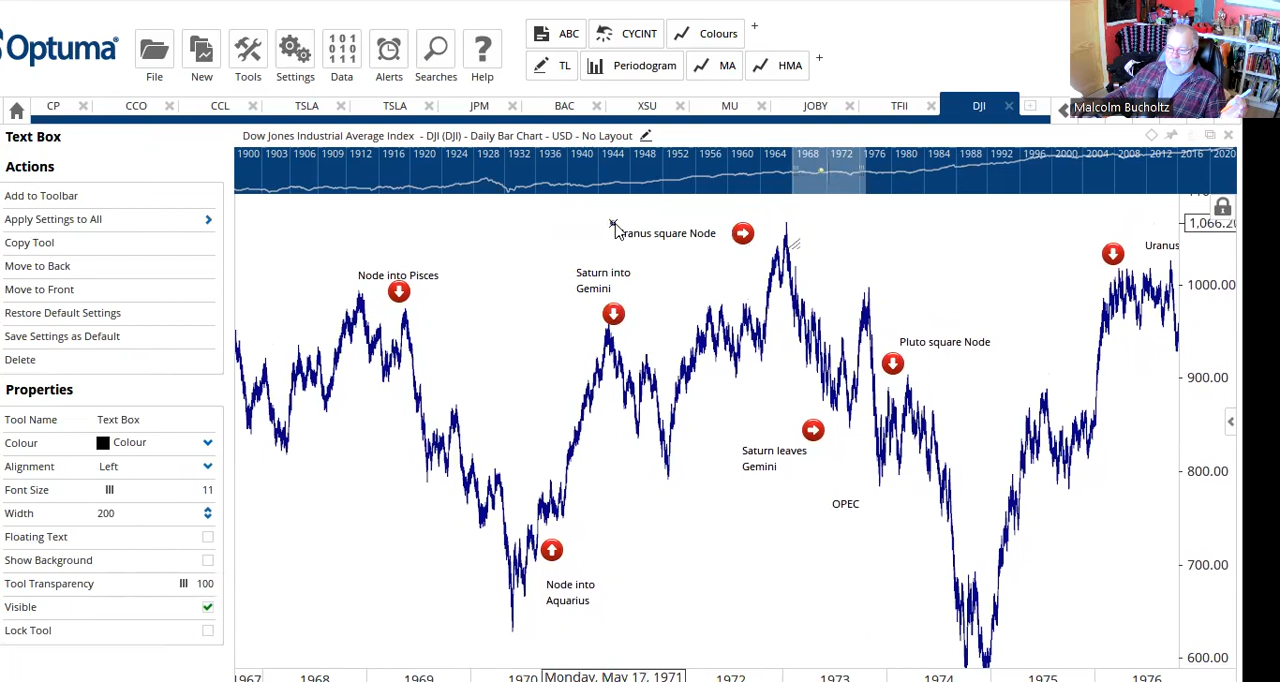 Optuma®
File
New
Tools
Settings
Data
Alerts
Searches
Help
ABC
CYCINT
Colours
TL
Periodogram
MA
HMA
Malcolm Bucholtz
CP
CCO
CCL
TSLA
TSLA
JPM
BAC
XSU
MU
JOBY
TFII
DJI
Text Box
Dow Jones Industrial Average Index - DJI (DJI) - Daily Bar Chart - USD - No Layout
1900 1903 1906 1909 1912 1916 1920 1924 1928 1932 1936 1940 1944 1948 1952 1956 1960 1964 1968 1972 1976 1980 1984 1988 1992 1996 2000 2004 2008 2012 2016 2020
Actions
Add to Toolbar
Apply Settings to All
Copy Tool
Move to Back
Move to Front
Restore Default Settings
Save Settings as Default
Delete
Properties
Tool Name Text Box
Colour Colour
Alignment Left
Font Size 11
Width 200
Floating Text
Show Background
Tool Transparency 100
Visible
Lock Tool
ranus square Node
Node into Pisces
Saturn into
Gemini
Uranus
Pluto square Node
Saturn leaves
Gemini
OPEC
Node into
Aquarius
1,066.20
1000.00
900.00
800.00
700.00
600.00
1967 1968 1969 1970 Monday, May 17, 1971 1972 1973 1974 1975 1976